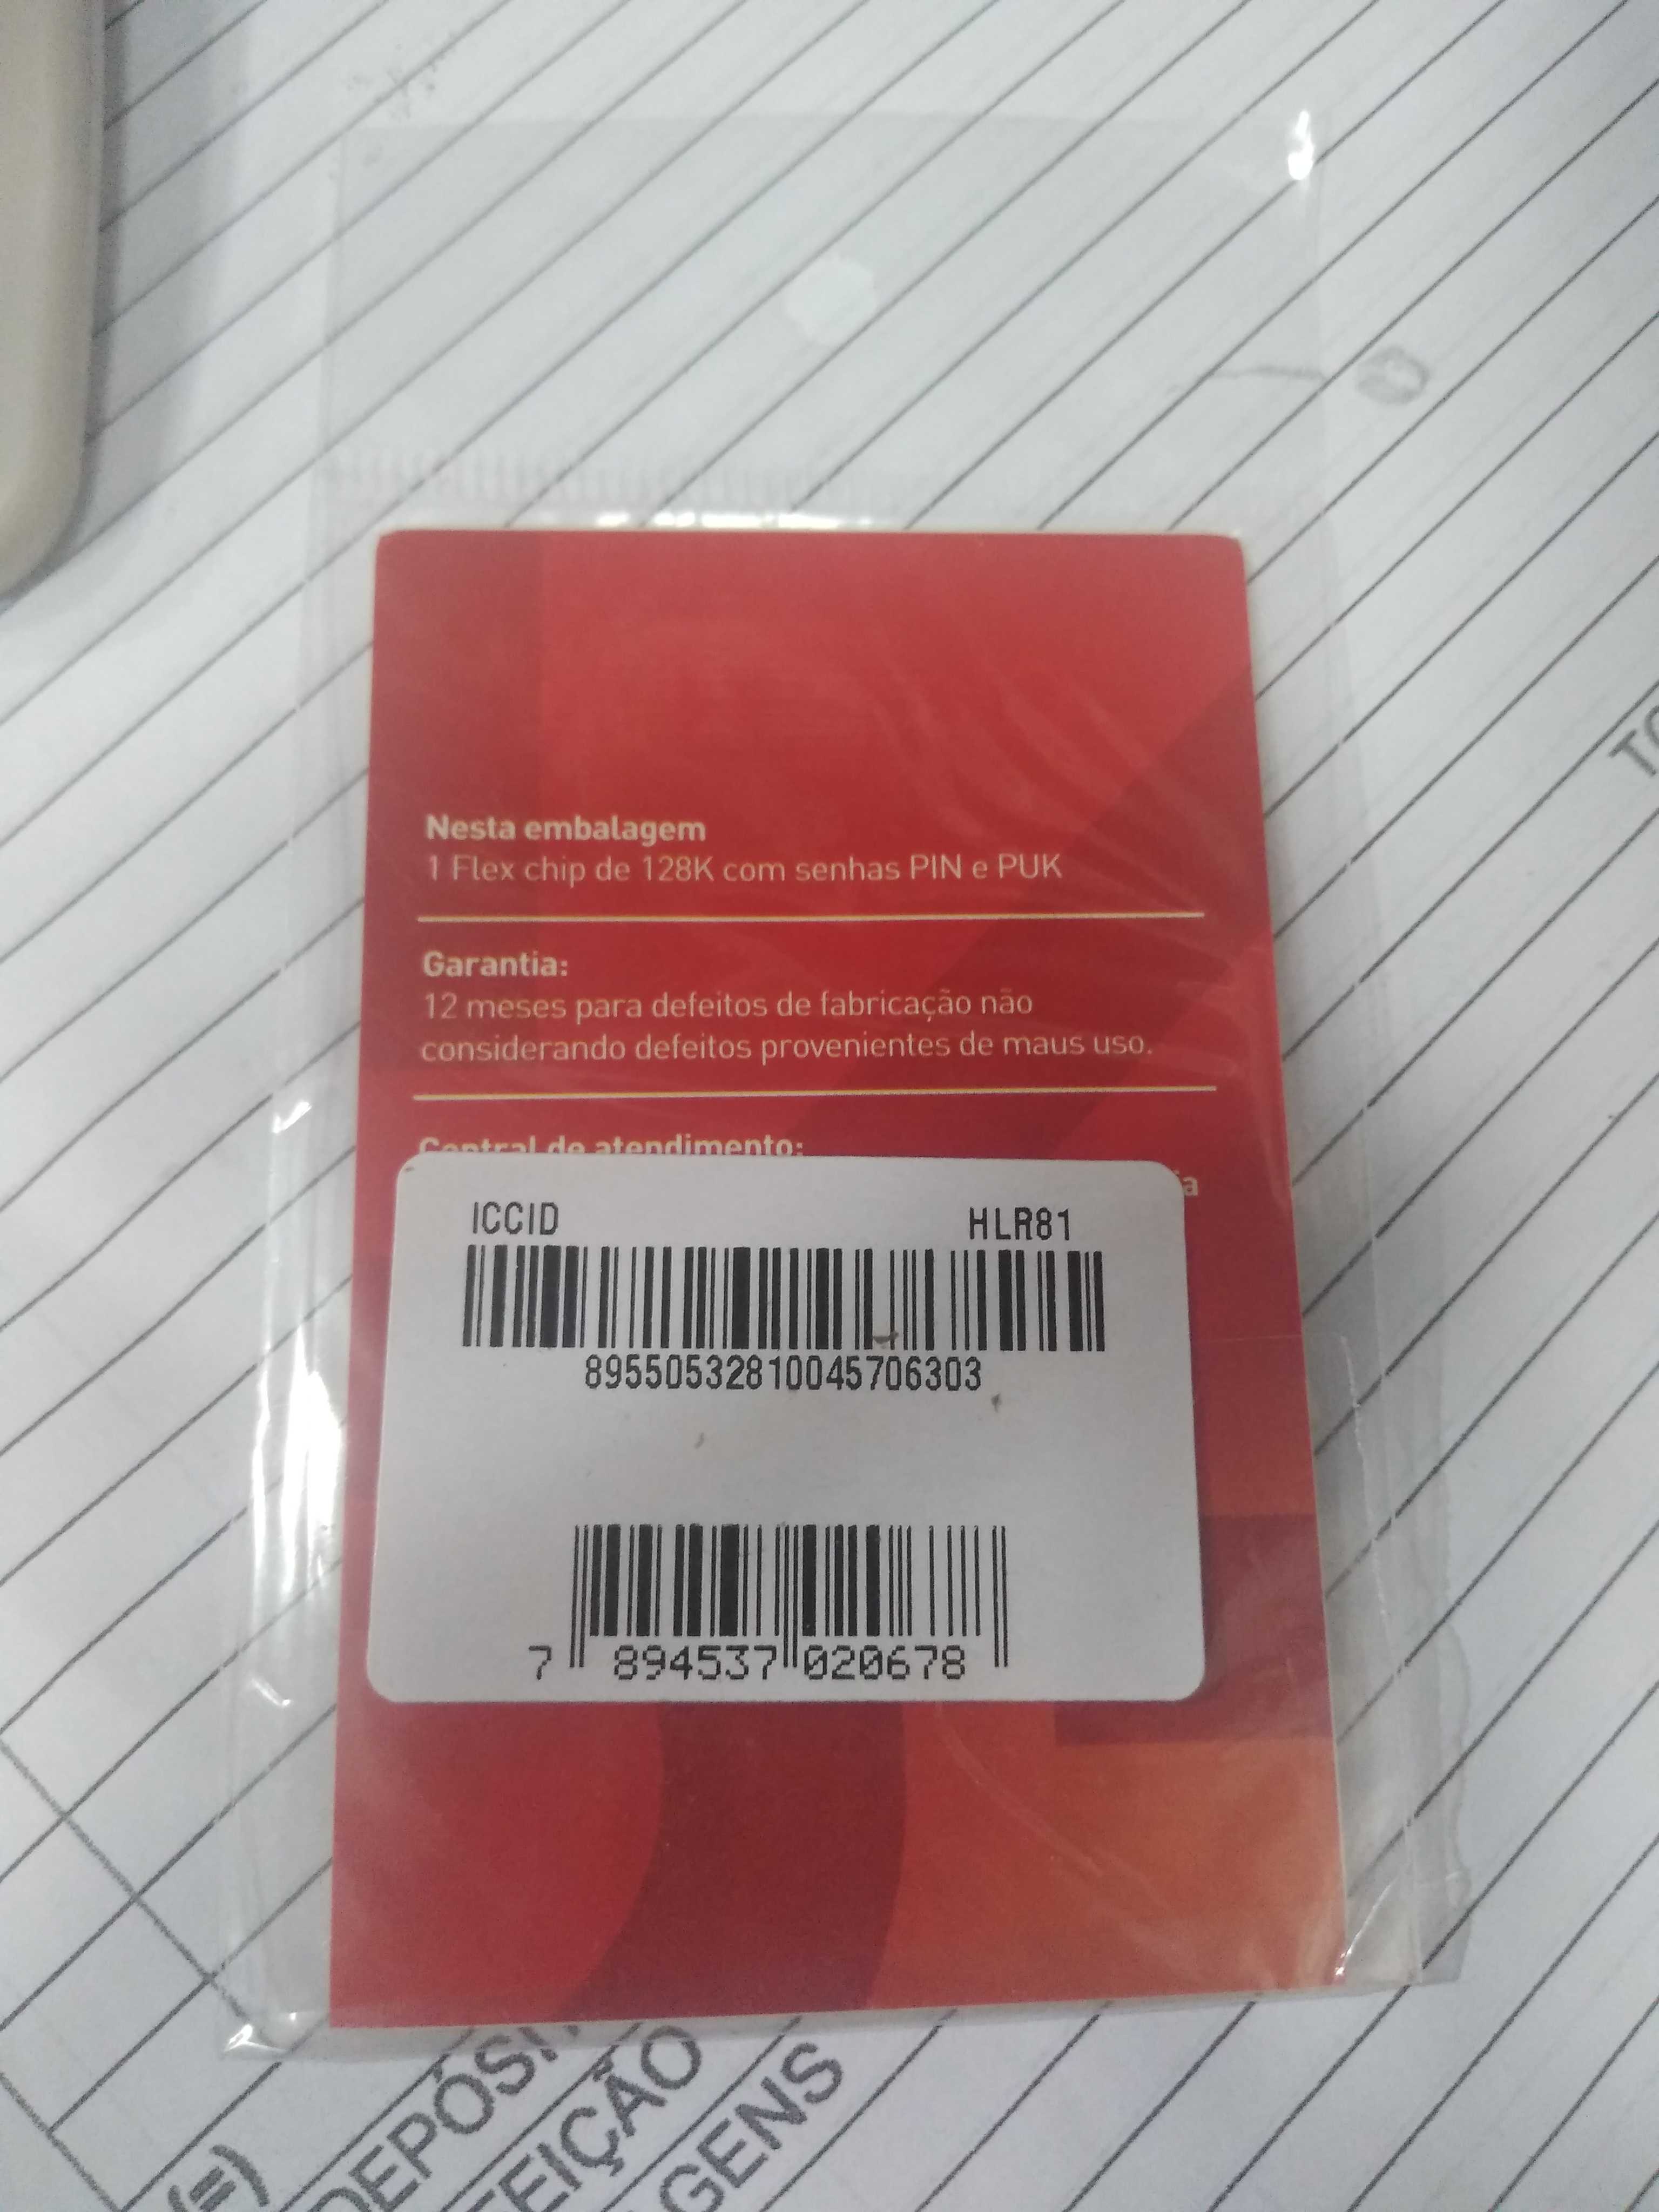 Nesta embalagem
1 Flex chip de 128K com senhas PIN e PUK
Garantia:
12 meses para defeitos de fabricação não
considerando defeitos provenientes de maus uso.
Central de atendimento:
ICCID HLR81
89550532810045706303
7 894537 020678
(=)
FEIÇÃO
GENS